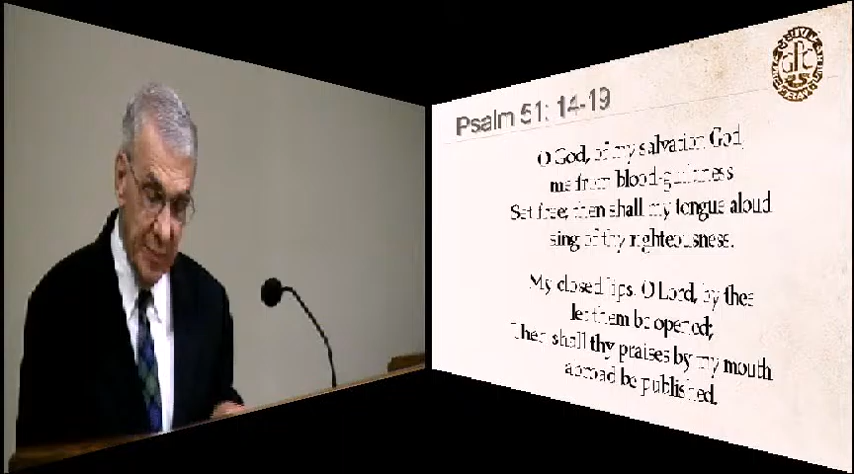 Psalm 51: 14-19
O God, of my salvation God,
me from blood-guiltiness
Set free; then shall my tongue aloud
sing of thy righteousness.
My closed lips, O Lord, by thee
let them be opened;
Then shall thy praises by my mouth
abroad be published.